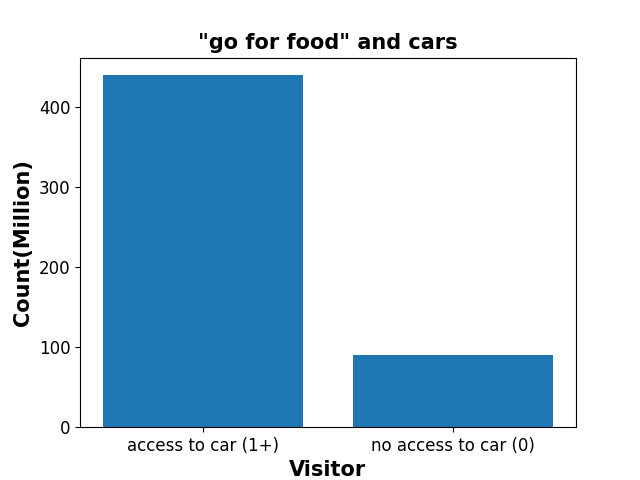 "go for food" and cars
Count(Million)
400
300
200
100
0
access to car (1+) no access to car (0)
Visitor